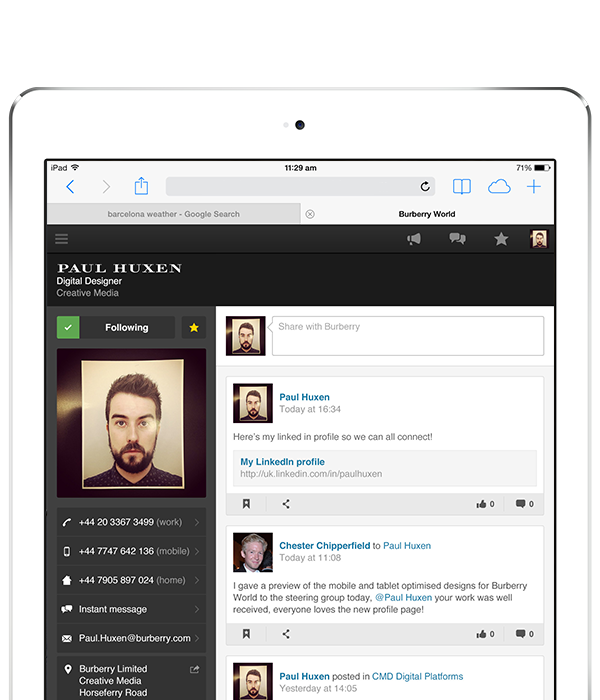 iPad 11:29 am 71%
barcelona weather - Google Search
Burberry World
PAUL HUXEN
Digital Designer
Creative Media
Following
+44 20 3367 3499 (work)
+44 7747 642 136 (mobile)
+44 7905 897 024 (home)
Instant message
Paul.Huxen@burberry.com
Burberry Limited
Creative Media
Horseferry Road
Share with Burberry
Paul Huxen
Today at 16:34
Here's my linked in profile so we can all connect!
My LinkedIn profile
http://uk.linkedin.com/in/paulhuxen
0 0
Chester Chipperfield to Paul Huxen
Today at 11:08
I gave a preview of the mobile and tablet optimised designs for Burberry
World to the steering group today, @Paul Huxen your work was well
received, everyone loves the new profile page!
0 0
Paul Huxen posted in CMD Digital Platforms
Yesterday at 14:05